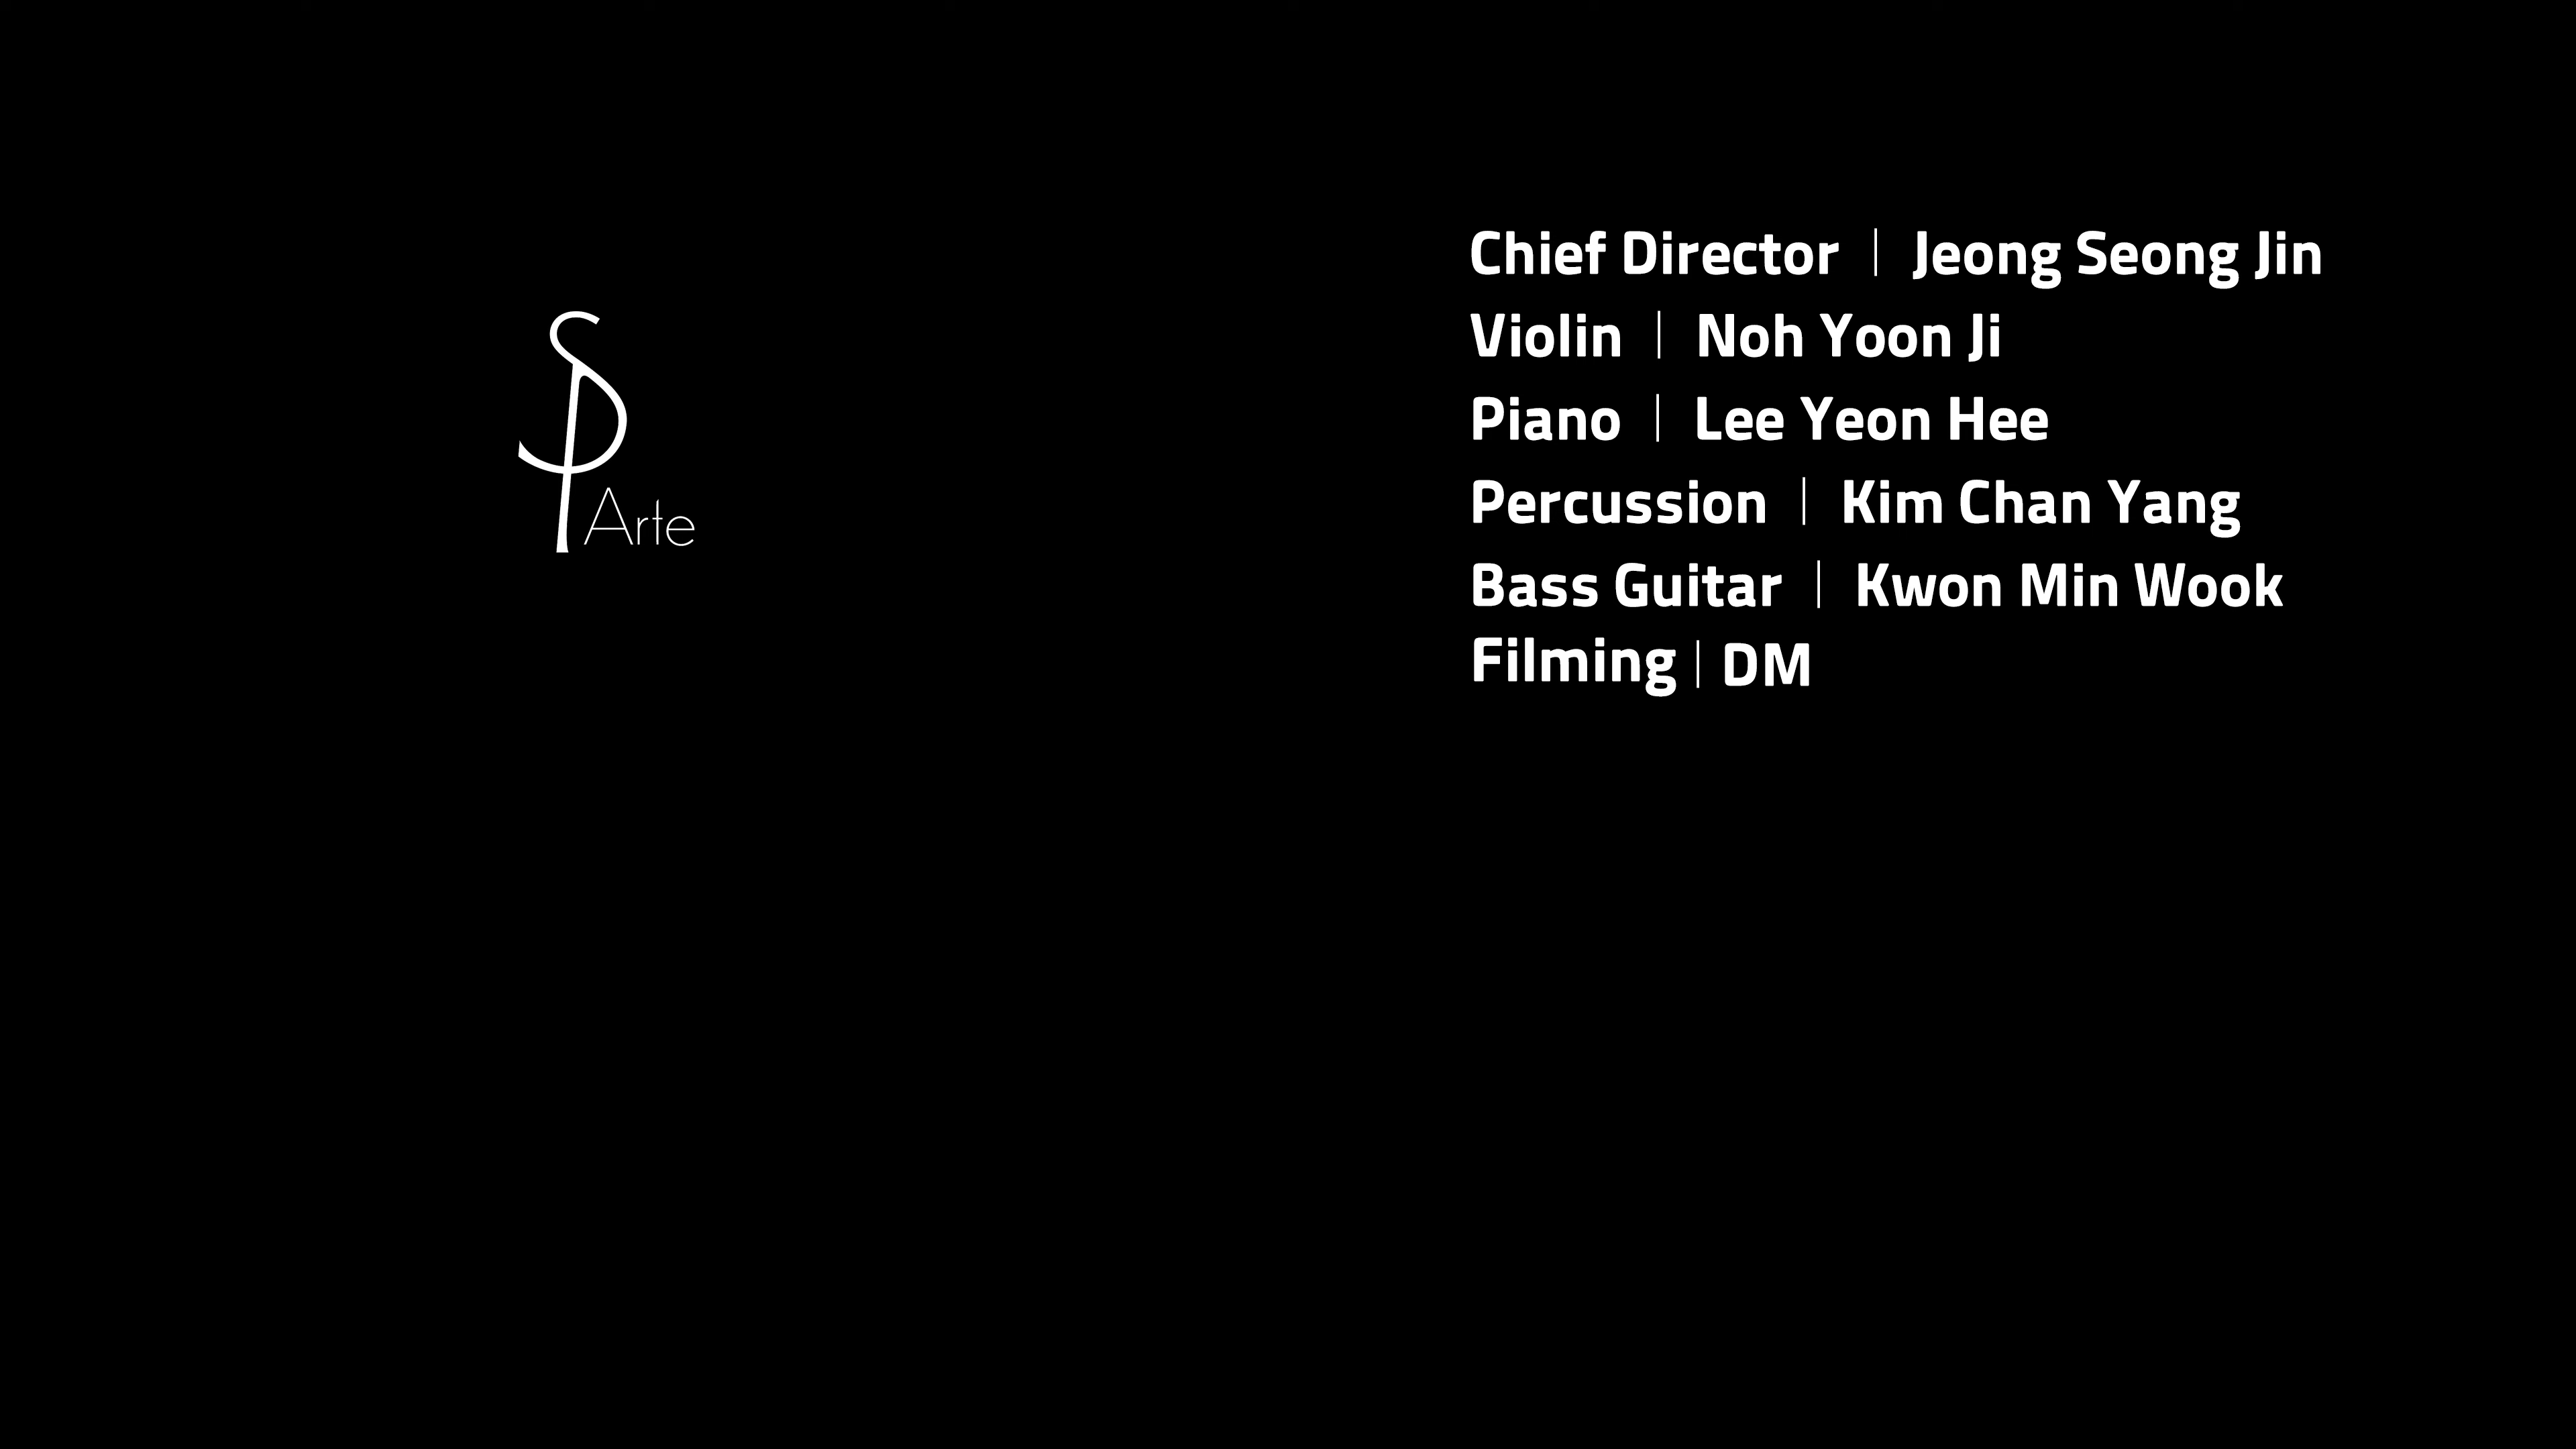 SP
Arte
Chief Director | Jeong Seong Jin
Violin | Noh Yoon Ji
Piano | Lee Yeon Hee
Percussion | Kim Chan Yang
Bass Guitar | Kwon Min Wook
Filming | DM